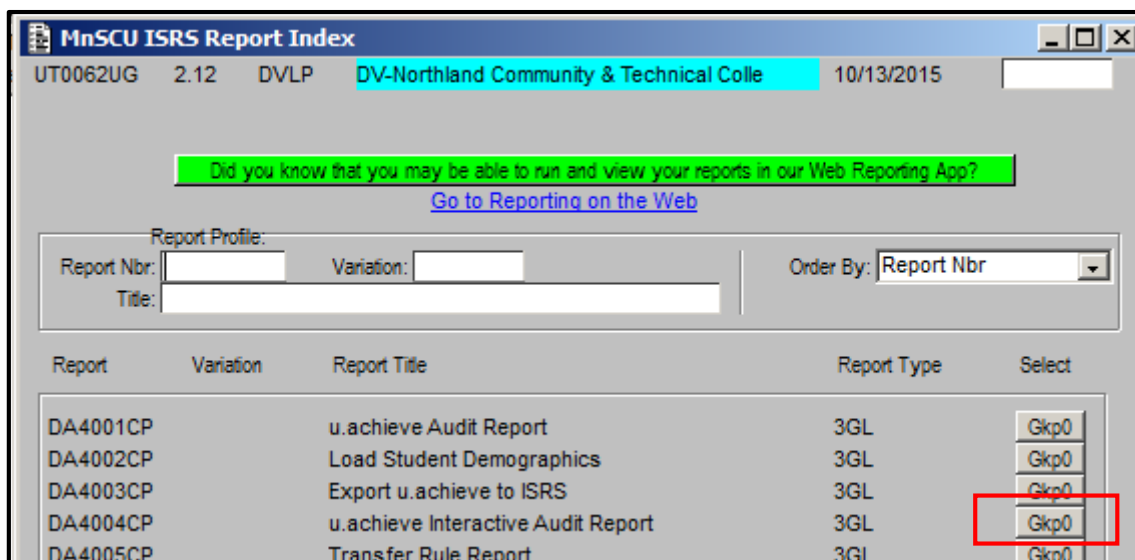 MnSCU ISRS Report Index
UT0062UG 2.12 DVLP DV-Northland Community & Technical Colle 10/13/2015
Did you know that you may be able to run and view your reports in our Web Reporting App?
Go to Reporting on the Web
Report Profile:
Report Nbr: Variation: Order By: Report Nbr
Title:
Report Variation Report Title Report Type Select
DA4001CP u.achieve Audit Report 3GL Gkp0
DA4002CP Load Student Demographics 3GL Gkp0
DA4003CP Export u.achieve to ISRS 3GL Gkp0
DA4004CP u.achieve Interactive Audit Report 3GL Gkp0
DA4005CP Transfer Rule Report 3GL Gkp0